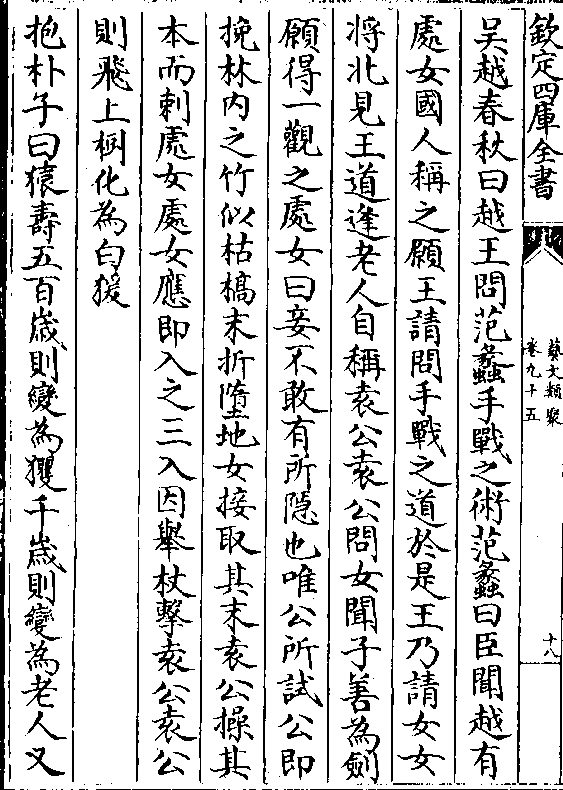 欽定四庫全書
藝文類聚
卷九十五
十八
吳越春秋曰越王問范蠡手戰之術范蠡曰臣聞越有
處女國人稱之願王請問手戰之道於是王乃請女女
將北見王道逢老人自稱袁公袁公問女聞子善為劒
願得一觀之處女曰妾不敢有所隱也唯公所試公即
挽林内之竹似枯槁末折墮地女接取其末袁公操其
本而刺處女處女應即入之三入因舉杖擊袁公袁公
則飛上樹化為白猨
抱朴子曰猿壽五百歲則變為玃千歲則變為老人又